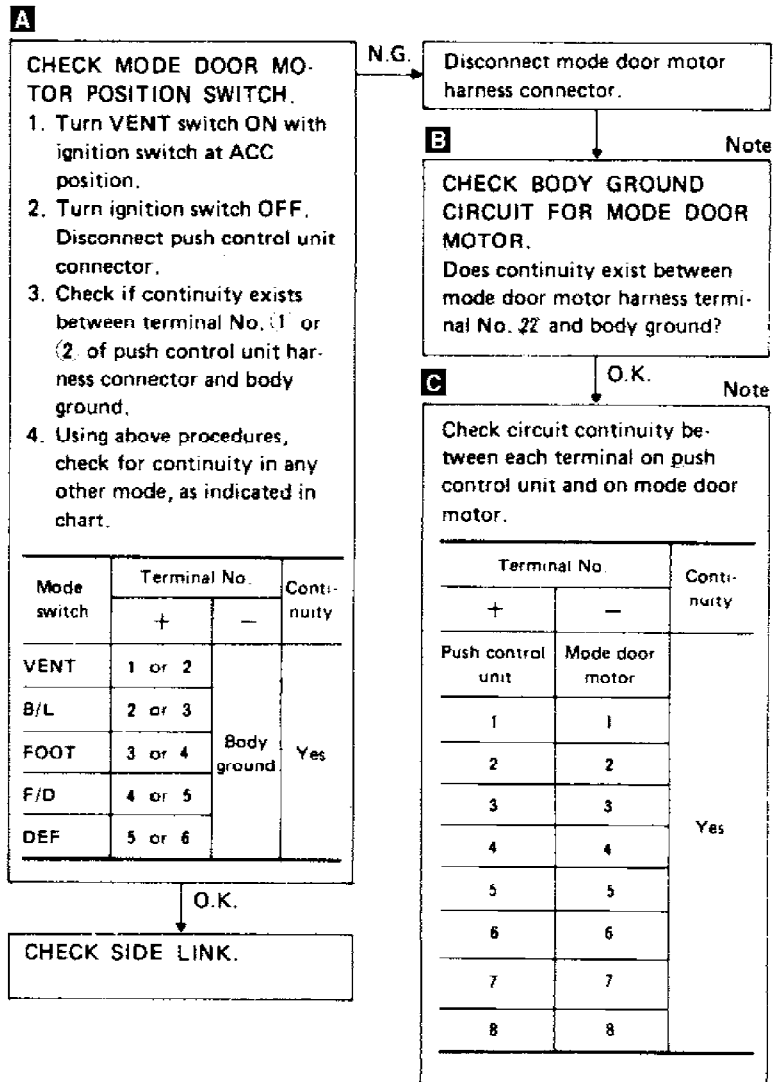 A
CHECK MODE DOOR MO-
TOR POSITION SWITCH.
1. Turn VENT switch ON with
ignition switch at ACC
position.
2. Turn ignition switch OFF.
Disconnect push control unit
connector.
3. Check if continuity exists
between terminal No. 1 or
2 of push control unit har-
ness connector and body
ground.
4. Using above procedures,
check for continuity in any
other mode, as indicated in
chart.
Mode switch Terminal No. Conti-nuity
+ −
VENT 1 or 2
B/L 2 or 3
FOOT 3 or 4 Body ground Yes
F/D 4 or 5
DEF 5 or 6
O.K.
CHECK SIDE LINK.
N.G.
Disconnect mode door motor
harness connector.
B Note
CHECK BODY GROUND
CIRCUIT FOR MODE DOOR
MOTOR.
Does continuity exist between
mode door motor harness termi-
nal No. 22 and body ground?
O.K.
C Note
Check circuit continuity be-
tween each terminal on push
control unit and on mode door
motor.
Terminal No. Conti-nuity
+ −
Push control unit Mode door motor
1 1
2 2
3 3
4 4
Yes
5 5
6 6
7 7
8 8